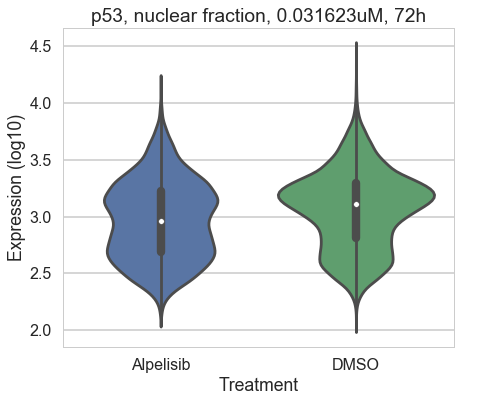 p53, nuclear fraction, 0.031623uM, 72h
Expression (log10)
4.5
4.0
3.5
3.0
2.5
2.0
Alpelisib DMSO
Treatment